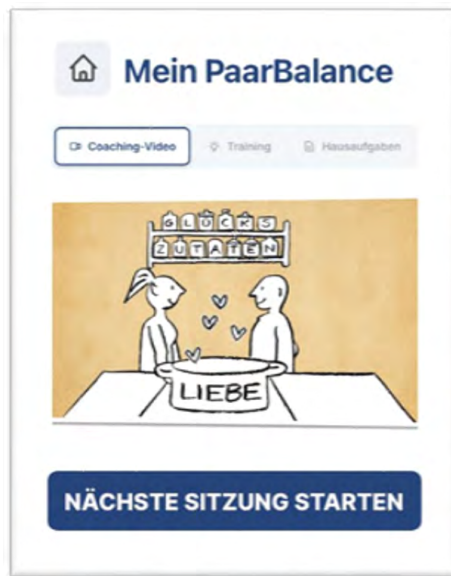 Mein PaarBalance
Coaching-Video Training Hausaufgaben
GLÜCKS
ZUTATEN
LIEBE
NÄCHSTE SITZUNG STARTEN